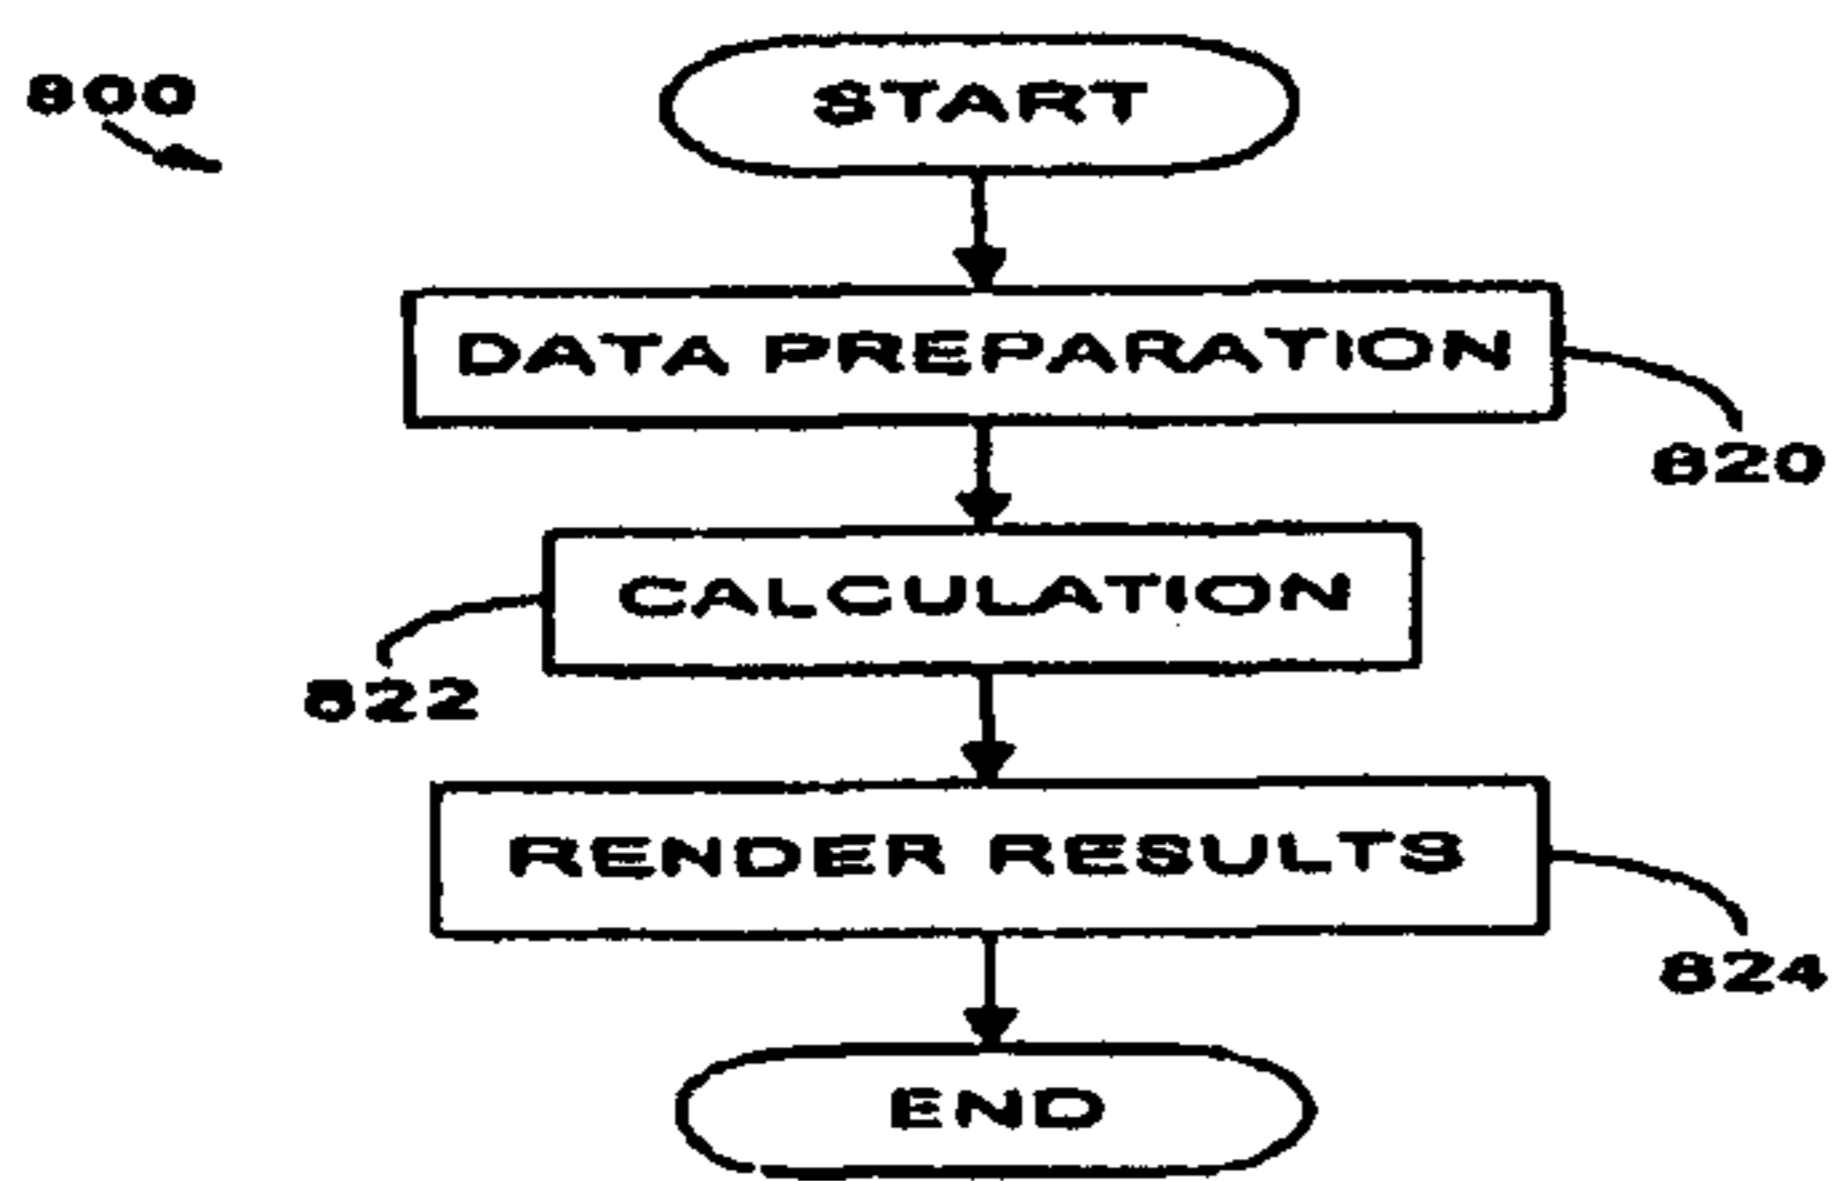 800
START
DATA PREPARATION
820
CALCULATION
822
RENDER RESULTS
824
END